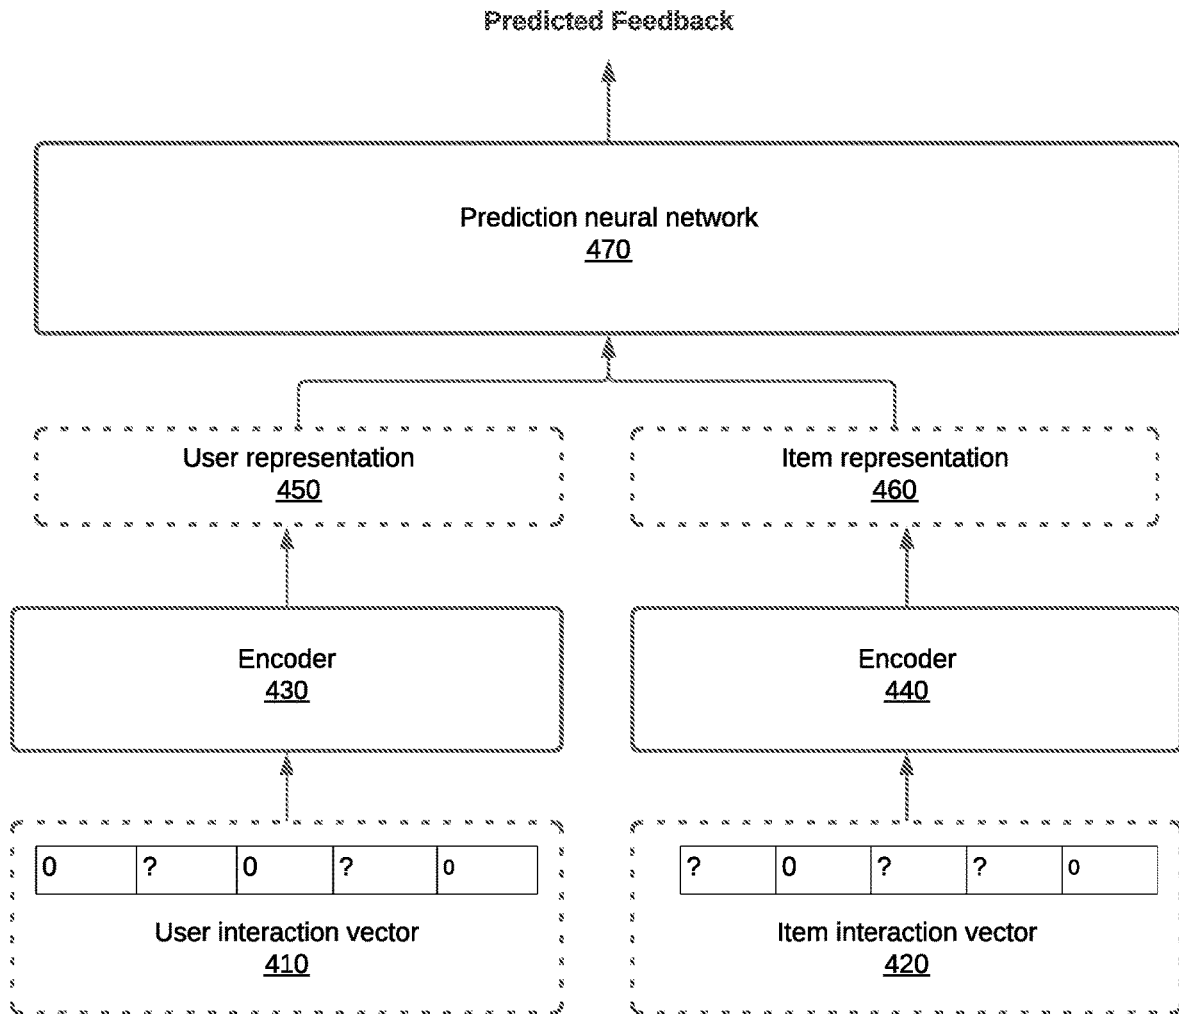 Predicted Feedback
Prediction neural network
470
User representation
450
Item representation
460
Encoder
430
Encoder
440
0 ? 0 ? 0
User interaction vector
410
? 0 ? ? 0
Item interaction vector
420